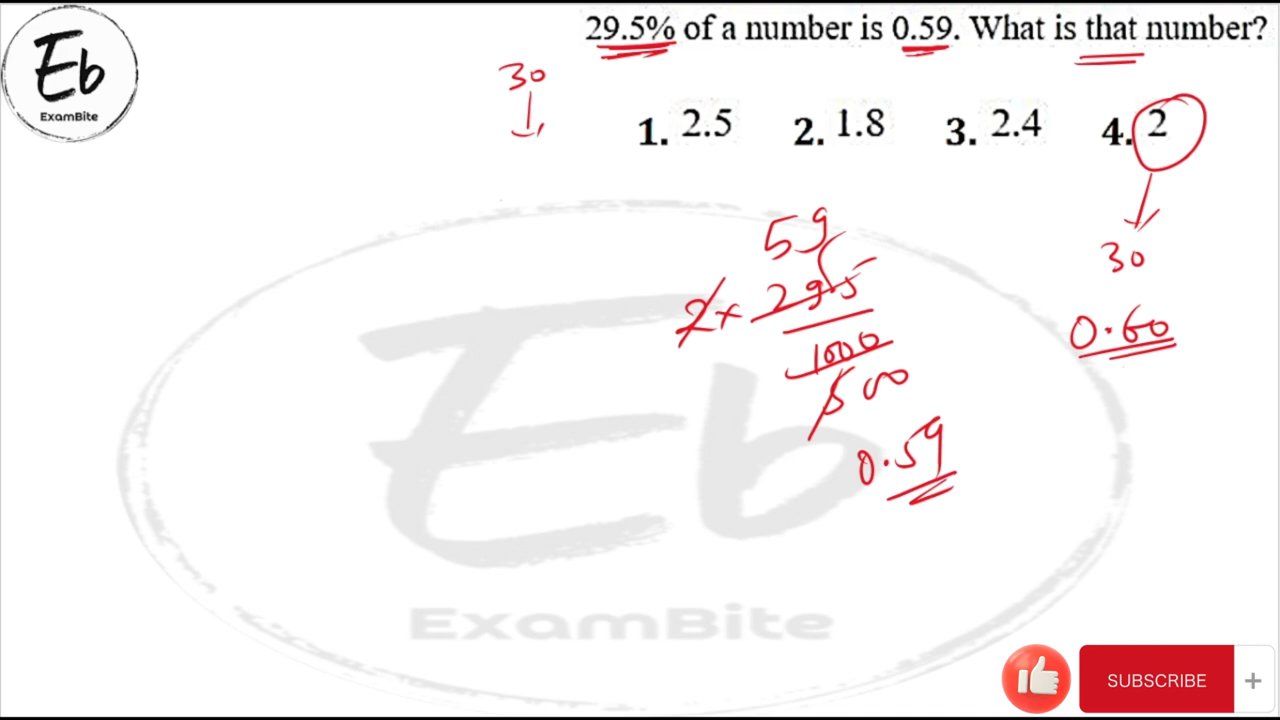 Eb
ExamBite
29.5% of a number is 0.59. What is that number?
30
1. 2.5 2. 1.8 3. 2.4 4. 2
59
30
2 × 295
1000
0.60
500
0.59
Eb
ExamBite
SUBSCRIBE +